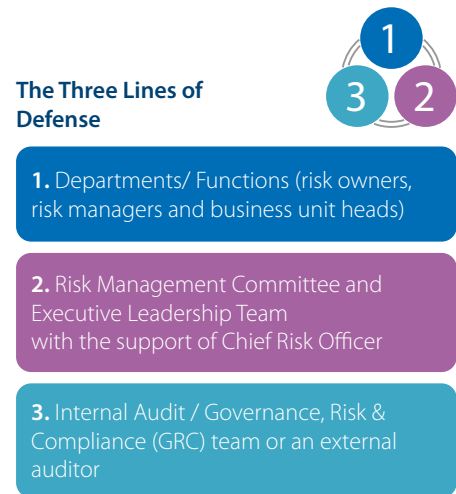 1
3 2
The Three Lines of
Defense
1. Departments/ Functions (risk owners,
risk managers and business unit heads)
2. Risk Management Committee and
Executive Leadership Team
with the support of Chief Risk Officer
3. Internal Audit / Governance, Risk &
Compliance (GRC) team or an external
auditor